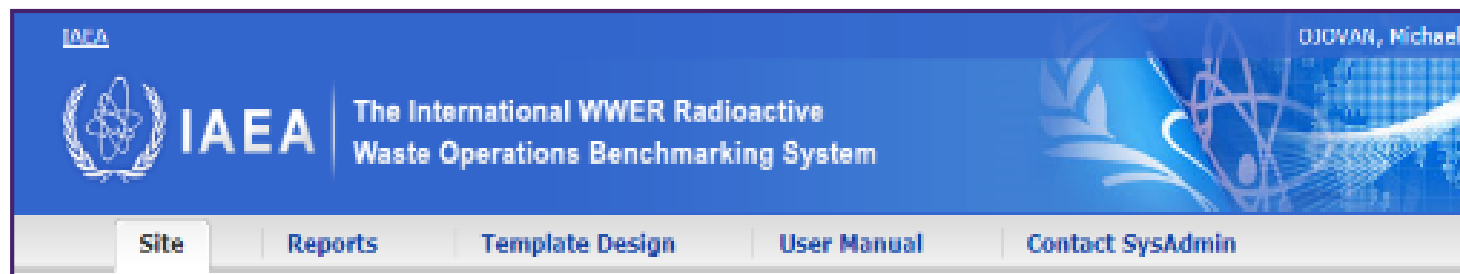 IAEA
OJOVAN, Michael
IAEA
The International WWER Radioactive
Waste Operations Benchmarking System
Site Reports Template Design User Manual Contact SysAdmin